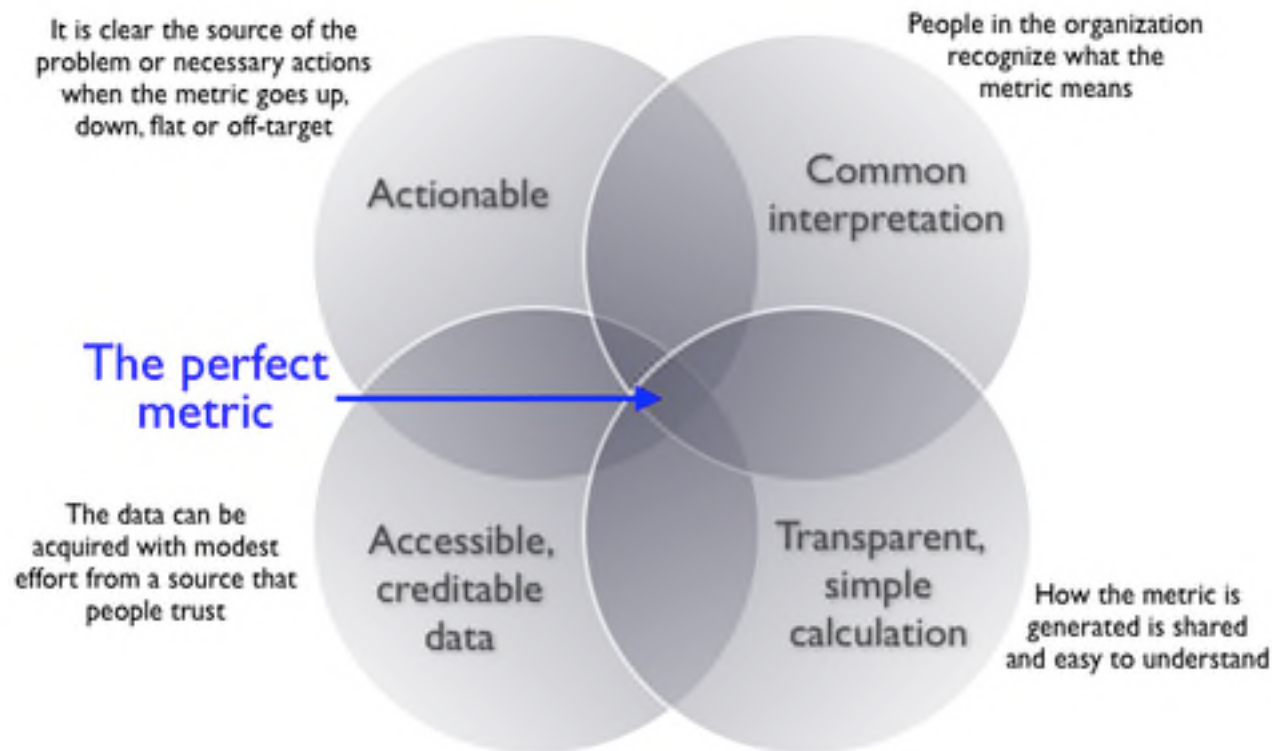 It is clear the source of the
problem or necessary actions
when the metric goes up,
down, flat or off-target
People in the organization
recognize what the
metric means
Actionable
Common
interpretation
The perfect
metric
The data can be
acquired with modest
effort from a source that
people trust
Accessible,
creditable
data
Transparent,
simple
calculation
How the metric is
generated is shared
and easy to understand